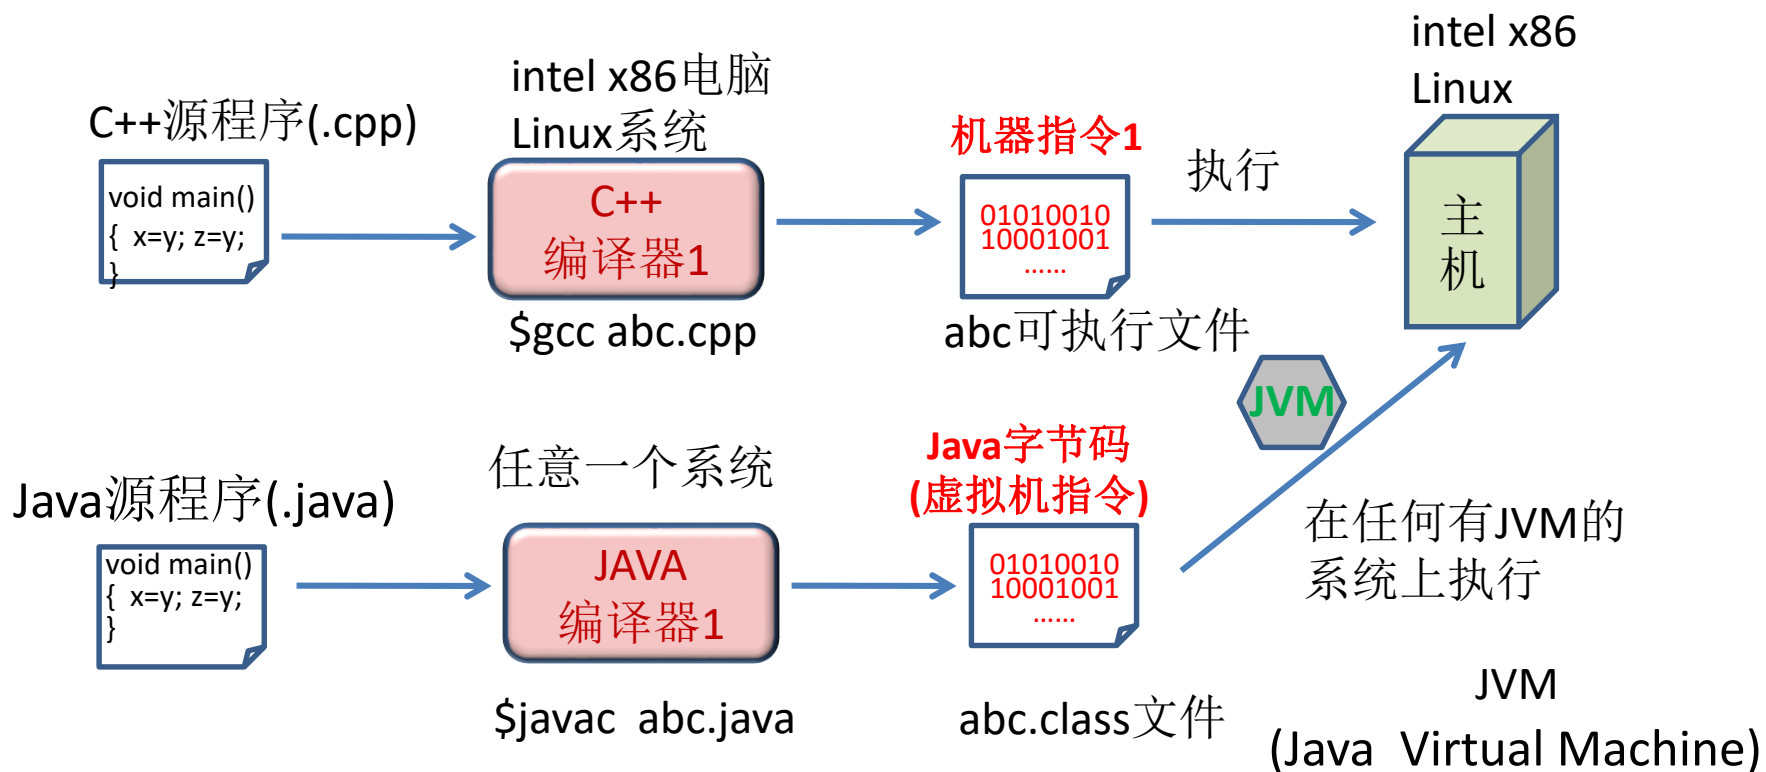 C++源程序(.cpp)
void main()
{ x=y; z=y;
}
intel x86电脑
Linux系统
C++
编译器1
$gcc abc.cpp
机器指令1
01010010
10001001
......
abc可执行文件
执行
intel x86
Linux
主
机
Java源程序(.java)
void main()
{ x=y; z=y;
}
任意一个系统
JAVA
编译器1
$javac abc.java
Java字节码
(虚拟机指令)
01010010
10001001
......
abc.class文件
JVM
在任何有JVM的
系统上执行
JVM
(Java Virtual Machine)